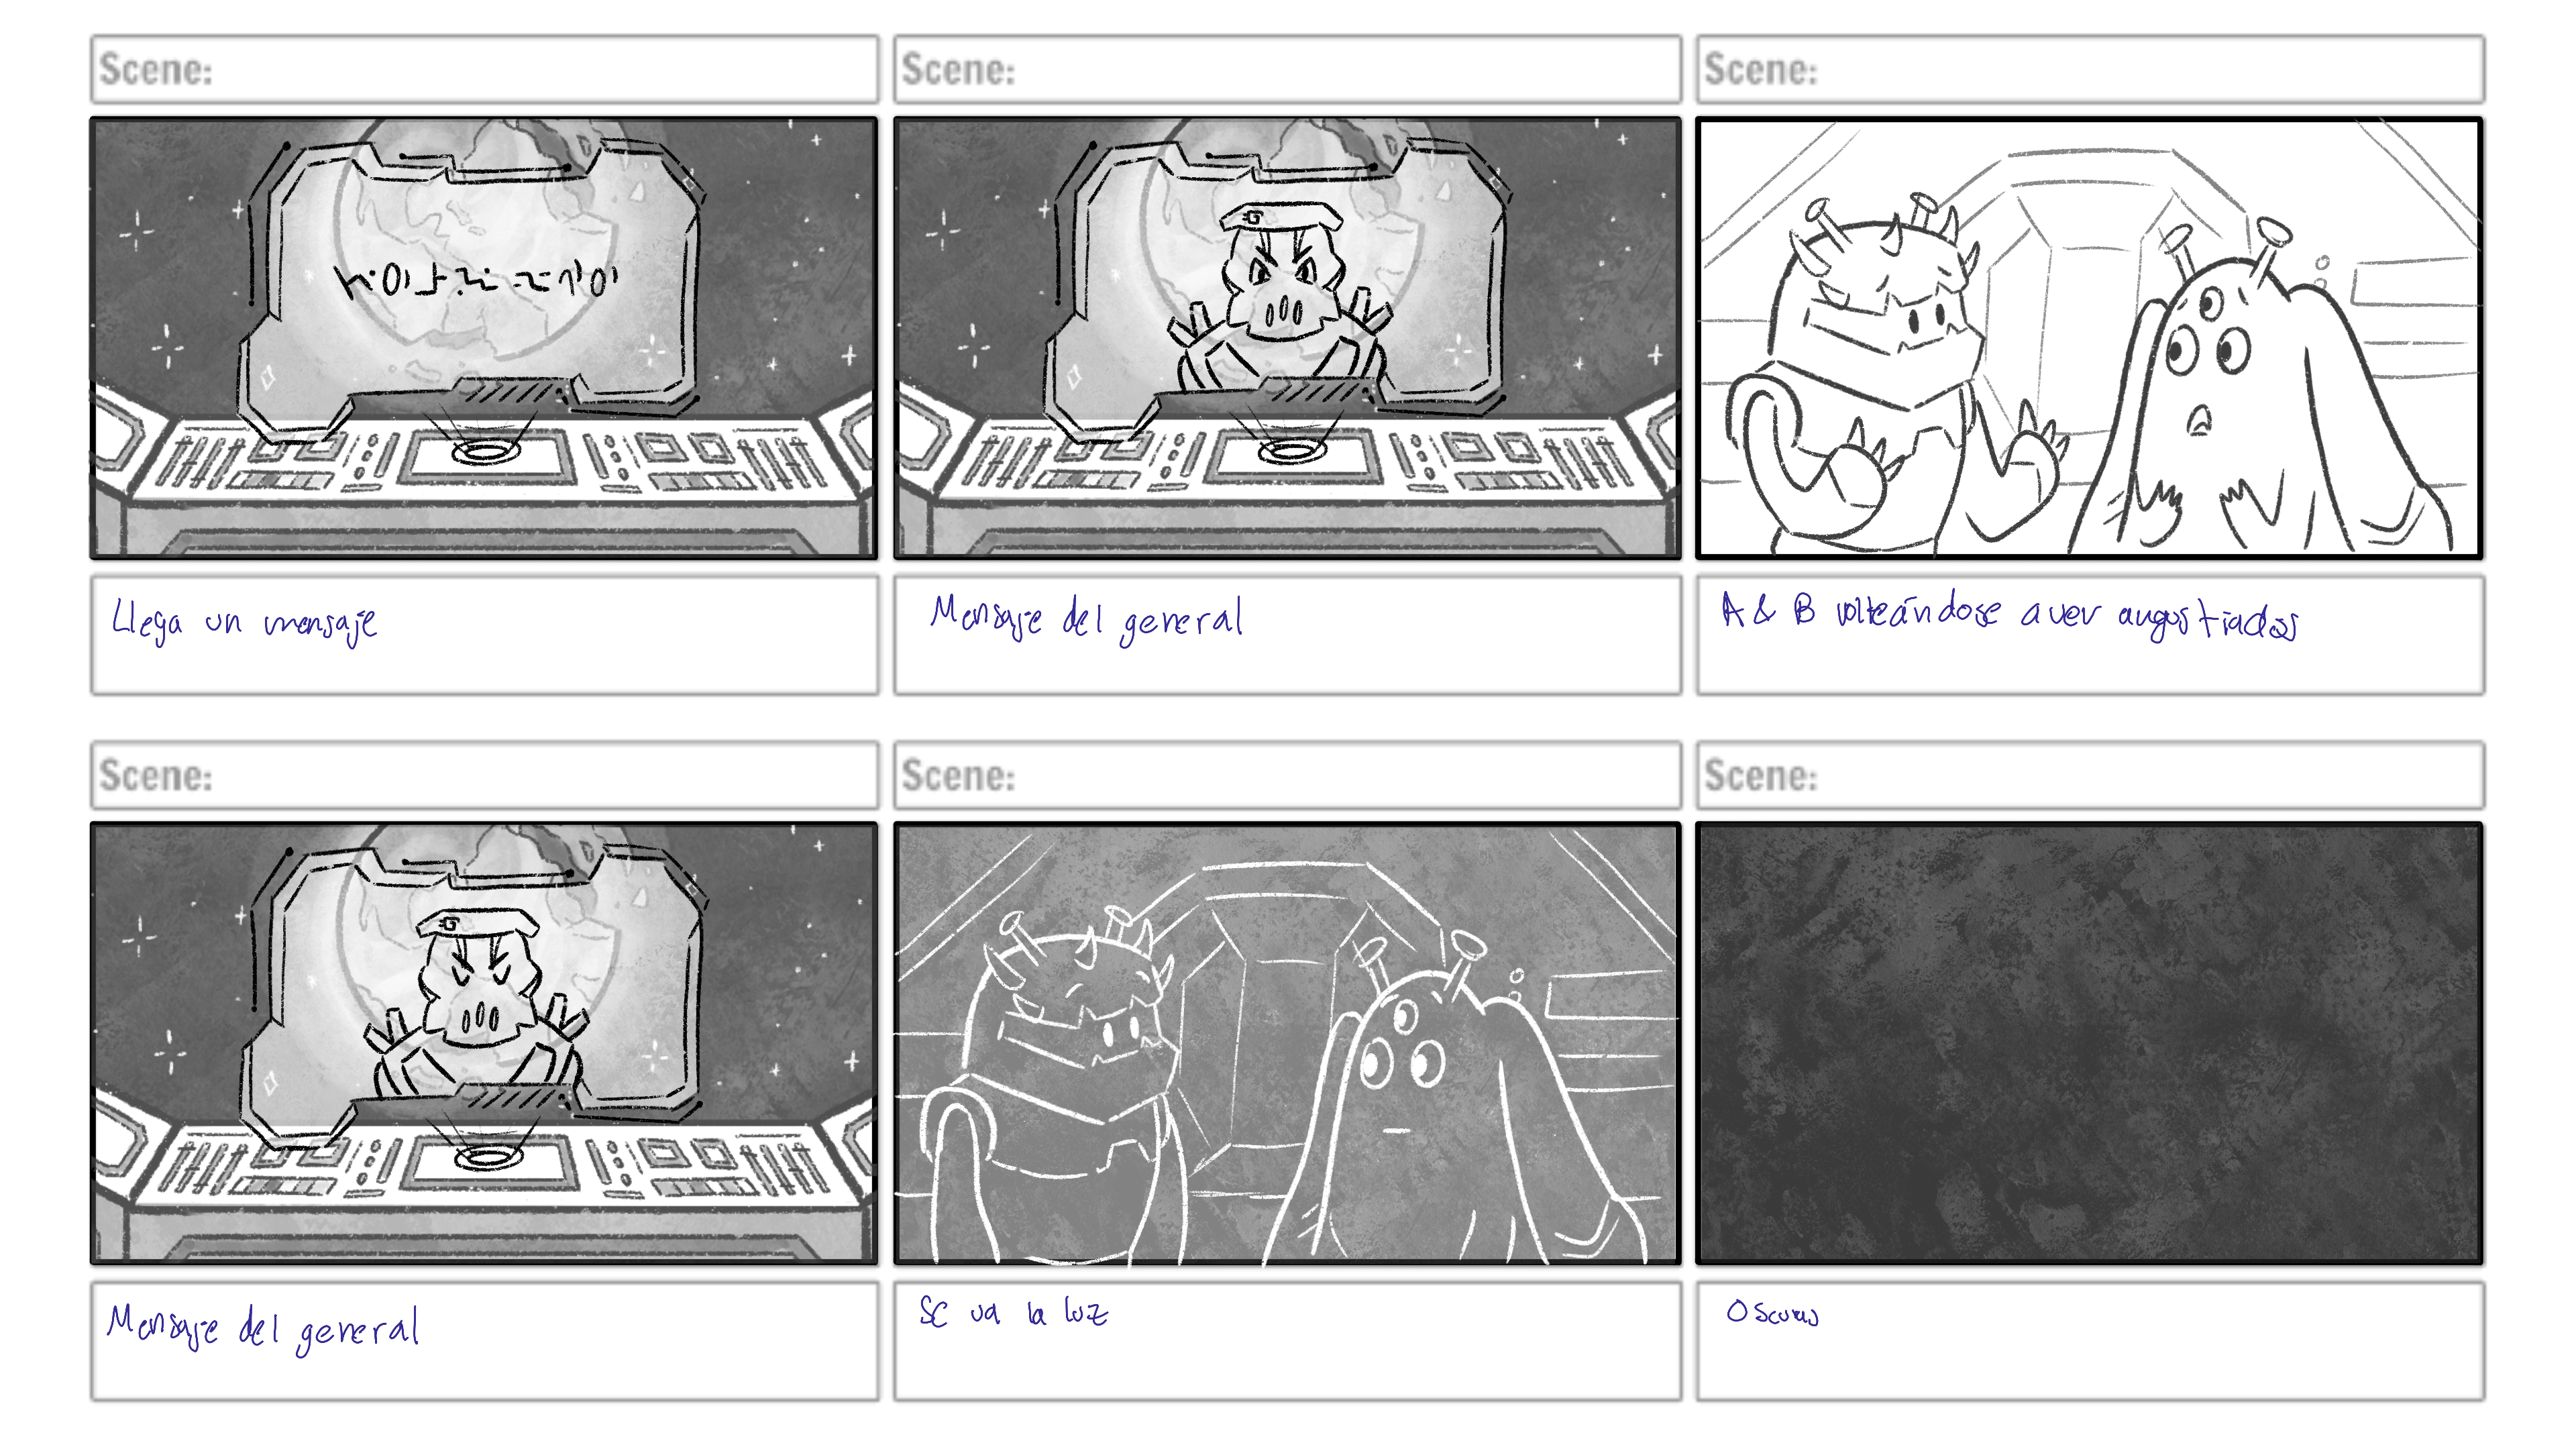 Scene:
Scene:
Scene:
Llega un mensaje
Mensaje del general
A & B volteándose a ver angustiados
Scene:
Scene:
Scene:
Mensaje del general
Se va la luz
Oscuras